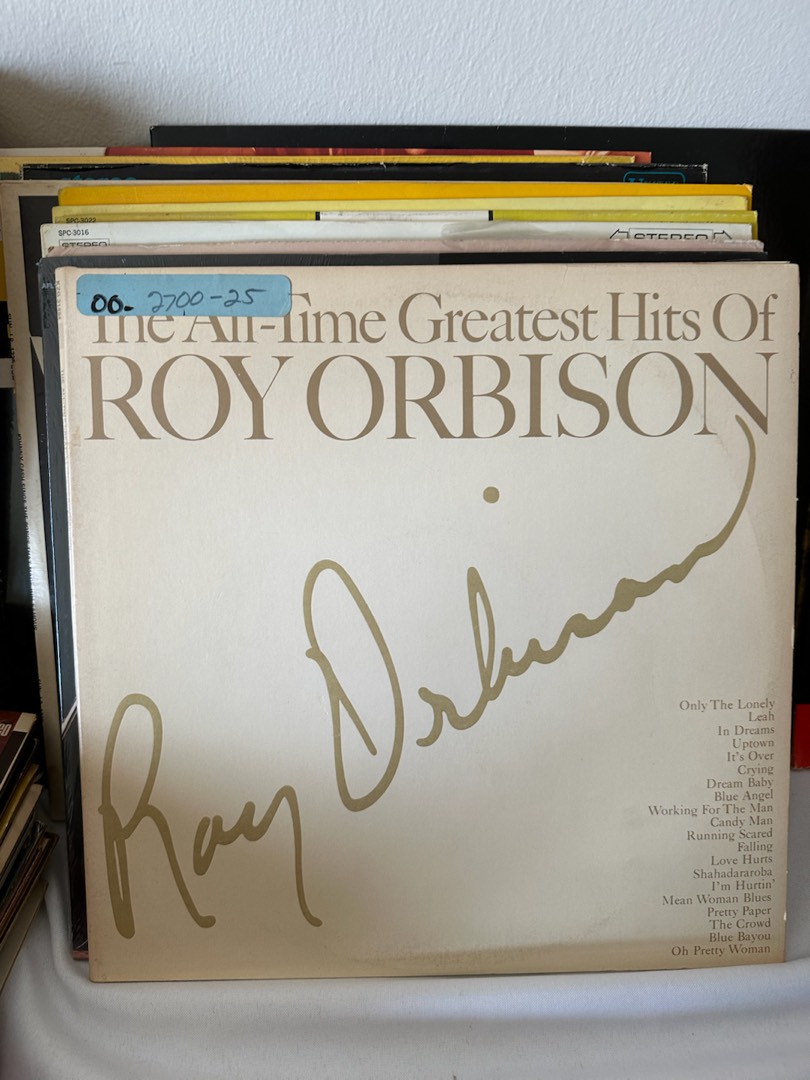 SPC-3022
SPC-3016
STEREO
STEREO
00- 2700-25
The All-Time Greatest Hits Of
ROY ORBISON
Roy Orbison
Only The Lonely
Leah
In Dreams
Uptown
It's Over
Crying
Dream Baby
Blue Angel
Working For The Man
Candy Man
Running Scared
Falling
Love Hurts
Shahadararoba
I'm Hurtin'
Mean Woman Blues
Pretty Paper
The Crowd
Blue Bayou
Oh Pretty Woman